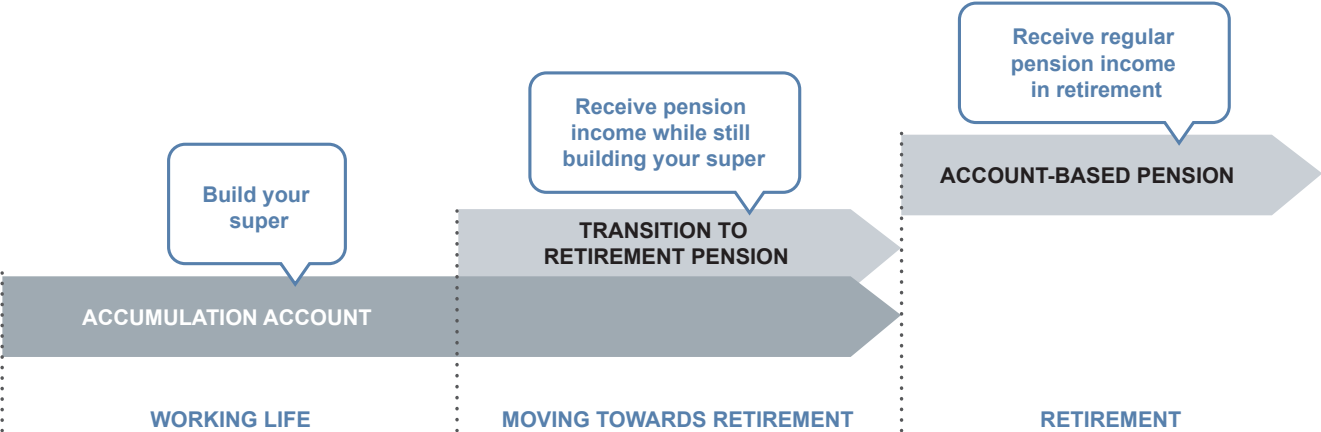 Build your
super
ACCUMULATION ACCOUNT
WORKING LIFE
Receive pension
income while still
building your super
TRANSITION TO
RETIREMENT PENSION
MOVING TOWARDS RETIREMENT
Receive regular
pension income
in retirement
ACCOUNT-BASED PENSION
RETIREMENT